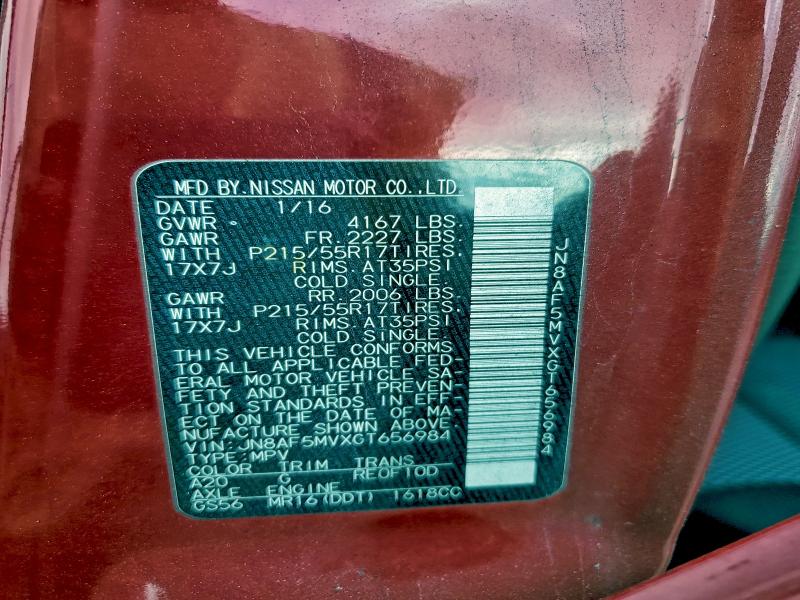 MFD BY.NISSAN MOTOR CO.,LTD.
DATE 1/16
GVWR 4167 LBS.
GAWR FR. 2227 LBS.
WITH P215/55R17TIRES.
17X7J RIMS. AT35PSI
COLD SINGLE.
GAWR RR. 2006 LBS.
WITH P215/55R17TIRES.
17X7J RIMS. AT35PSI
COLD SINGLE.
THIS VEHICLE CONFORMS
TO ALL APPLICABLE FED-
ERAL MOTOR VEHICLE SA-
FETY AND THEFT PREVEN-
TION STANDARDS IN EFF-
ECT ON THE DATE OF MA-
NUFACTURE SHOWN ABOVE.
VIN:JN8AF5MVXGT656984
TYPE:MPV
COLOR TRIM TRANS
A20 G RE0F10D
AXLE ENGINE
GS56 MR16(DDT) 1618CC
JN8AF5MVXGT656984